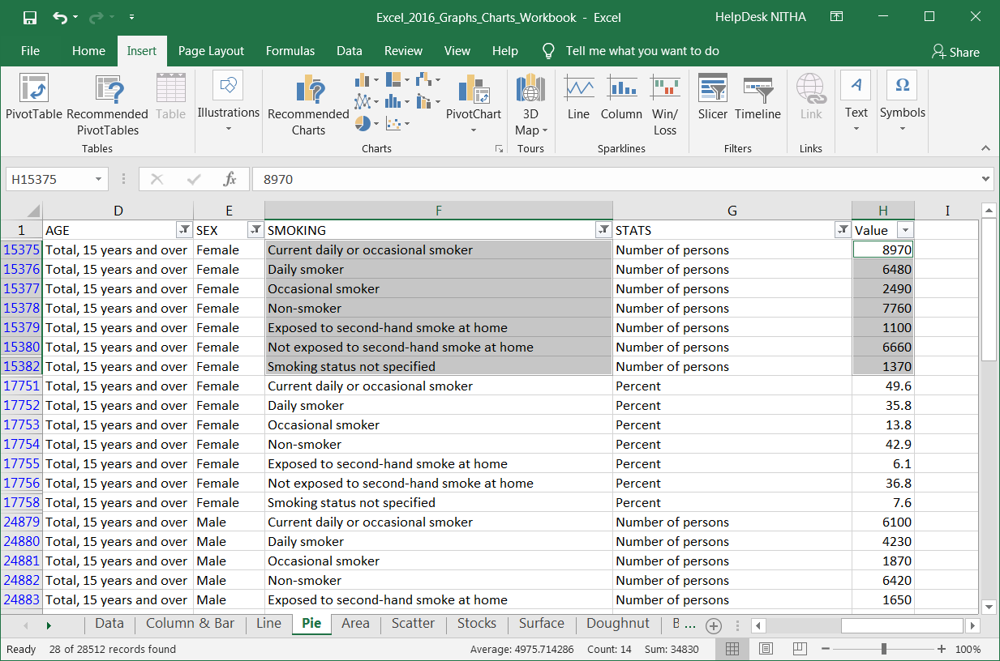 Excel_2016_Graphs_Charts_Workbook - Excel HelpDesk NITHA
File Home Insert Page Layout Formulas Data Review View Help Tell me what you want to do Share
PivotTable Recommended PivotTables Table Illustrations Recommended Charts PivotChart 3D Map Line Column Win/ Loss Slicer Timeline Link Text Symbols
Tables Charts Tours Sparklines Filters Links
H15375 fx 8970
D E F G H I
1 AGE SEX SMOKING STATS Value
15375 Total, 15 years and over Female Current daily or occasional smoker Number of persons 8970
15376 Total, 15 years and over Female Daily smoker Number of persons 6480
15377 Total, 15 years and over Female Occasional smoker Number of persons 2490
15378 Total, 15 years and over Female Non-smoker Number of persons 7760
15379 Total, 15 years and over Female Exposed to second-hand smoke at home Number of persons 1100
15380 Total, 15 years and over Female Not exposed to second-hand smoke at home Number of persons 6660
15382 Total, 15 years and over Female Smoking status not specified Number of persons 1370
17751 Total, 15 years and over Female Current daily or occasional smoker Percent 49.6
17752 Total, 15 years and over Female Daily smoker Percent 35.8
17753 Total, 15 years and over Female Occasional smoker Percent 13.8
17754 Total, 15 years and over Female Non-smoker Percent 42.9
17755 Total, 15 years and over Female Exposed to second-hand smoke at home Percent 6.1
17756 Total, 15 years and over Female Not exposed to second-hand smoke at home Percent 36.8
17758 Total, 15 years and over Female Smoking status not specified Percent 7.6
24879 Total, 15 years and over Male Current daily or occasional smoker Number of persons 6100
24880 Total, 15 years and over Male Daily smoker Number of persons 4230
24881 Total, 15 years and over Male Occasional smoker Number of persons 1870
24882 Total, 15 years and over Male Non-smoker Number of persons 6420
24883 Total, 15 years and over Male Exposed to second-hand smoke at home Number of persons 1650
Data Column & Bar Line Pie Area Scatter Stocks Surface Doughnut B ...
Ready 28 of 28512 records found Average: 4975.714286 Count: 14 Sum: 34830 100%